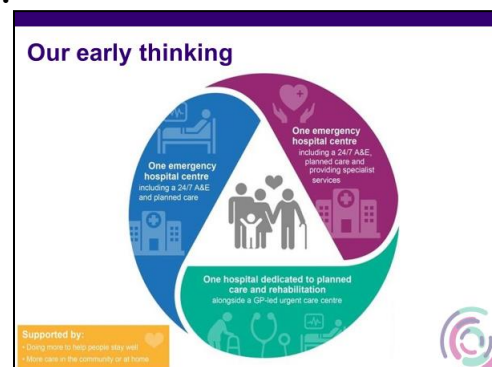 Our early thinking
One emergency
hospital centre
including a 24/7 A&E
and planned care
One emergency
hospital centre
including a 24/7 A&E,
planned care and
providing specialist
services
One hospital dedicated to planned
care and rehabilitation
alongside a GP-led urgent care centre
Supported by:
• Doing more to help people stay well
• More care in the community or at home